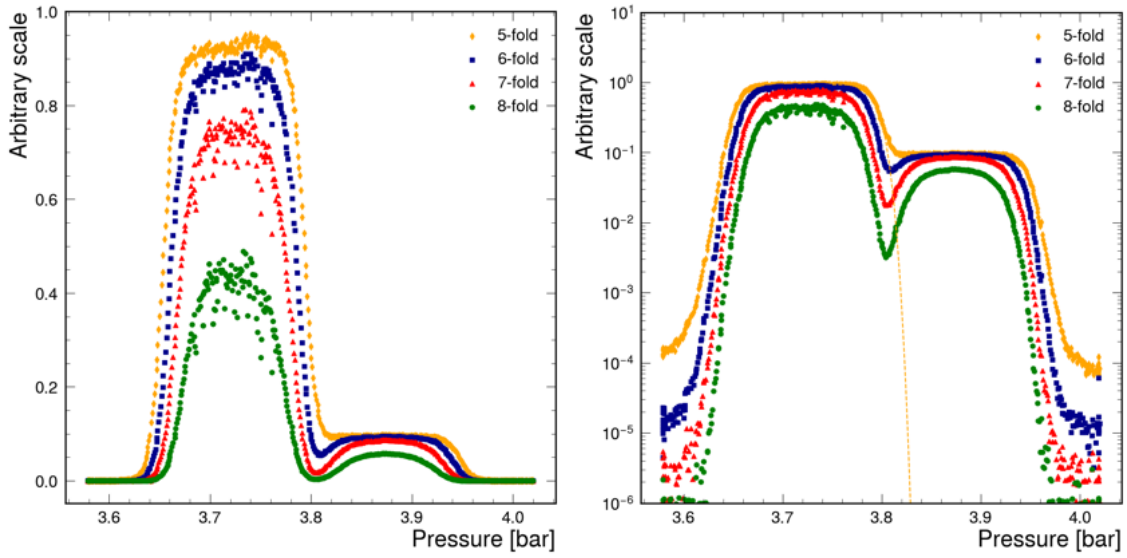 Arbitrary scale
1.0
0.8
0.6
0.4
0.2
0.0
5-fold
6-fold
7-fold
8-fold
3.6 3.7 3.8 3.9 4.0
Pressure [bar]
Arbitrary scale
10¹
10⁰
10⁻¹
10⁻²
10⁻³
10⁻⁴
10⁻⁵
10⁻⁶
5-fold
6-fold
7-fold
8-fold
3.6 3.7 3.8 3.9 4.0
Pressure [bar]